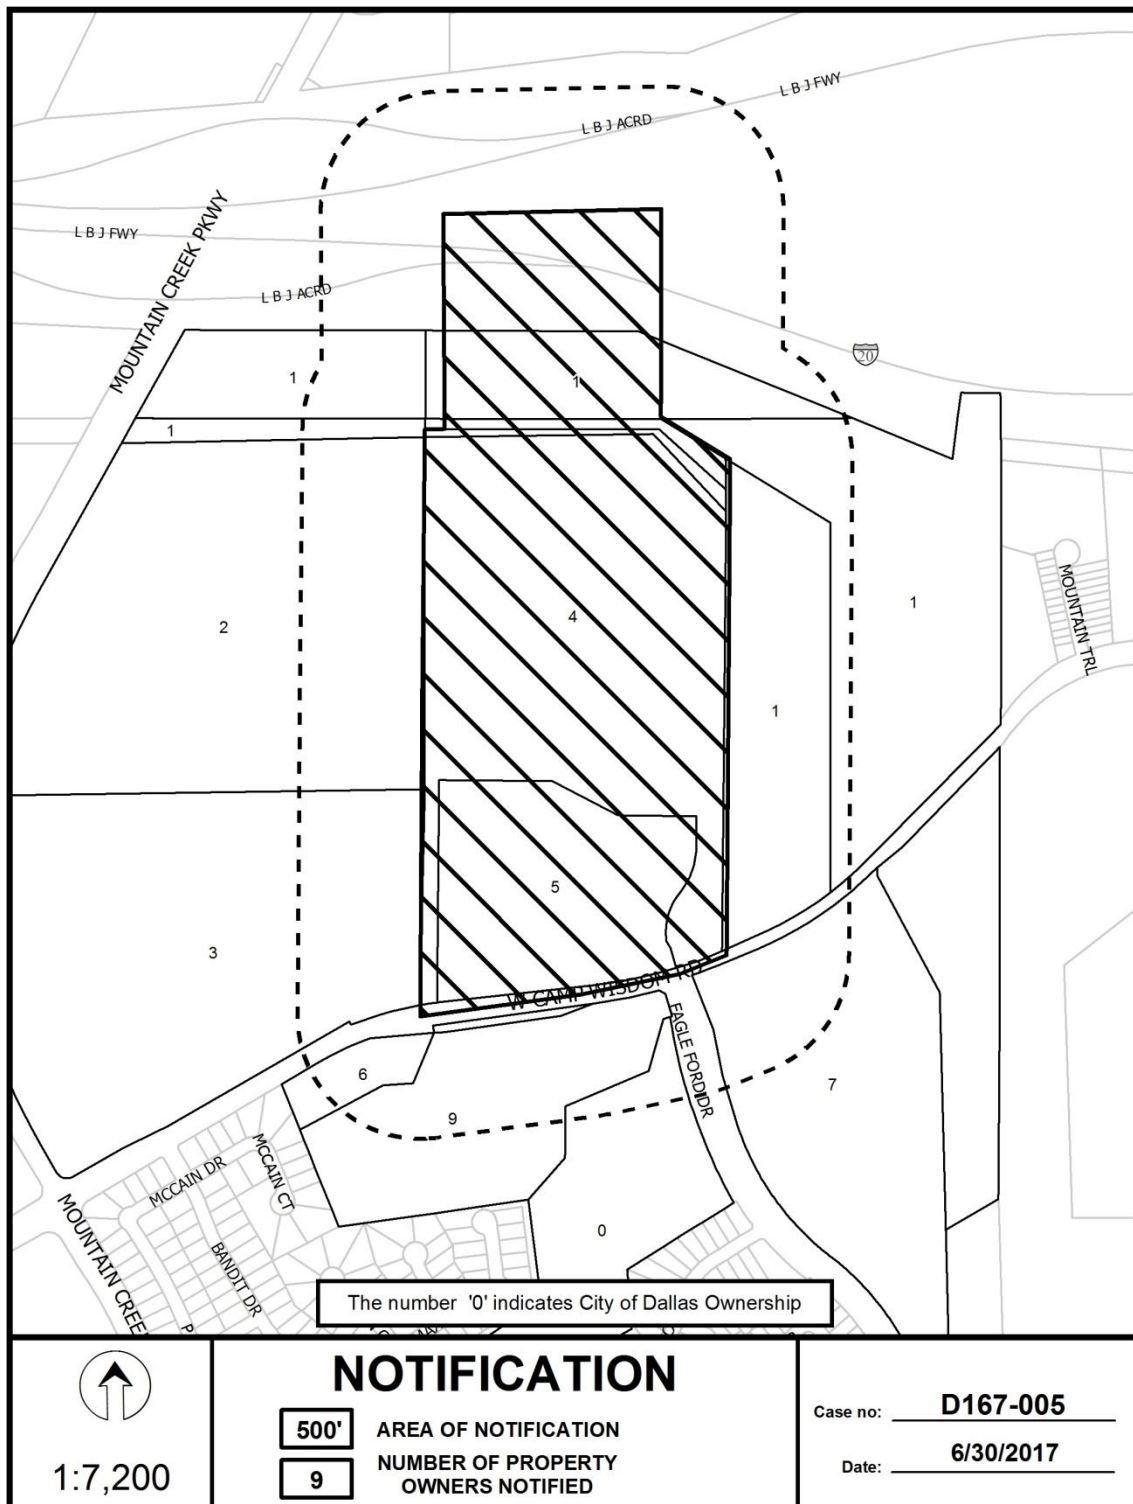 L B J FWY
L B J ACRD
MOUNTAIN CREEK PKWY
L B J FWY
L B J ACRD
20
1
1
1
MOUNTAIN TRL
2
4
1
1
5
3
W CAMP WISDOM RD
EAGLE FORD DR
6
7
9
MCCAIN DR
MCCAIN CT
MOUNTAIN CREE
BANDIT DR
0
The number '0' indicates City of Dallas Ownership
1:7,200
NOTIFICATION
500' AREA OF NOTIFICATION
9 NUMBER OF PROPERTY
OWNERS NOTIFIED
Case no: D167-005
Date: 6/30/2017